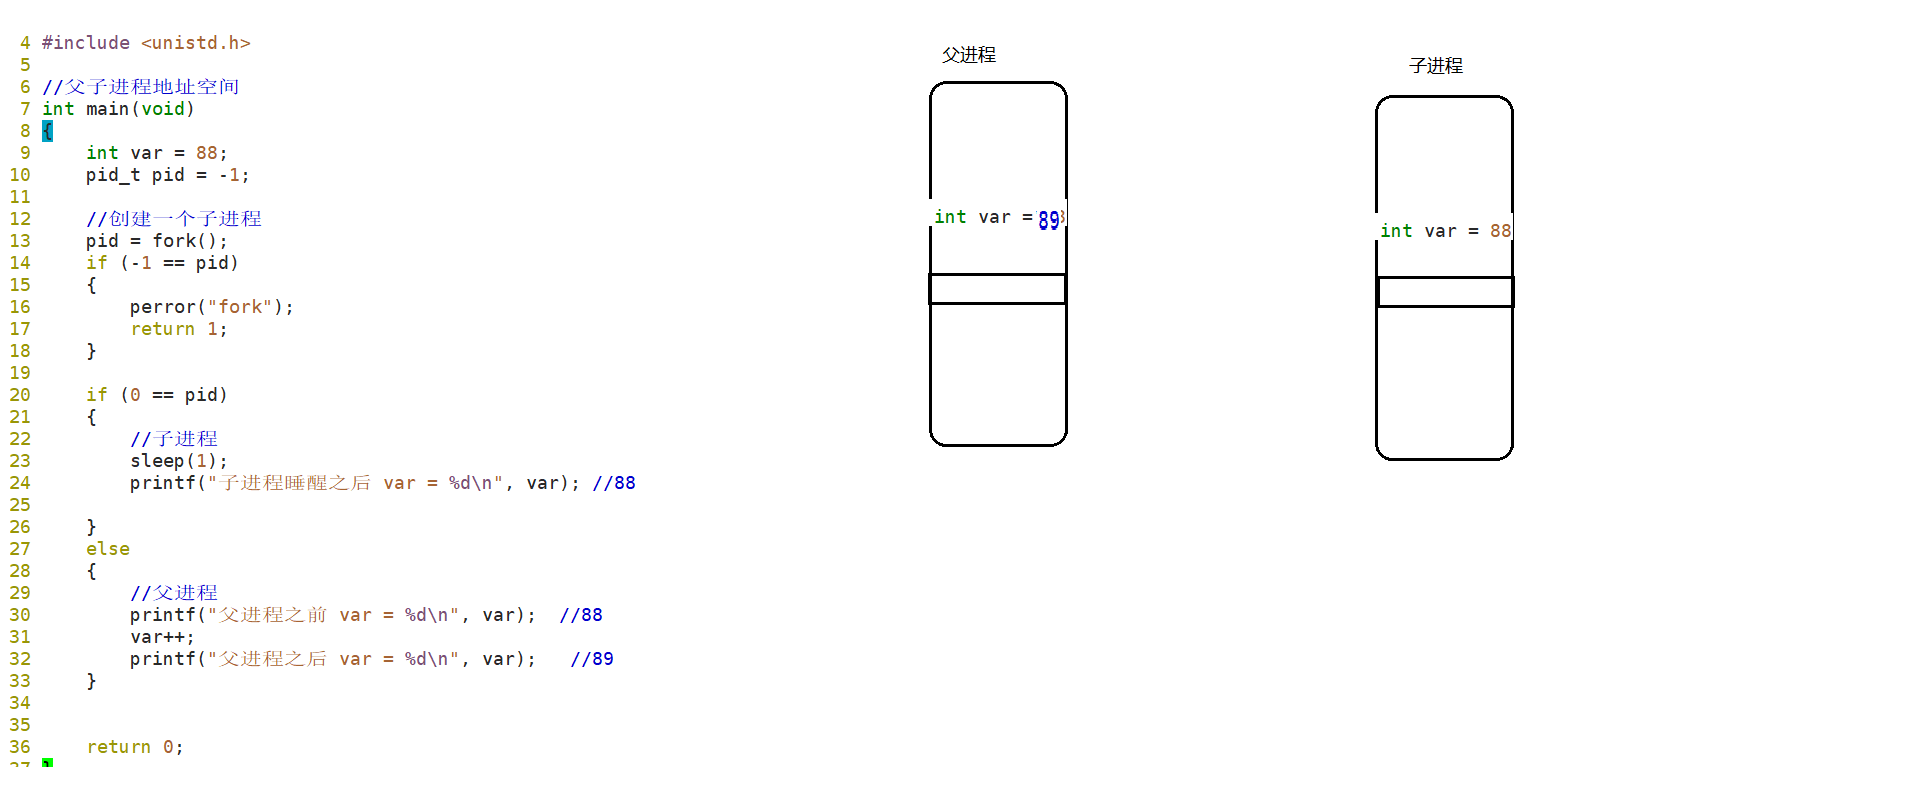 4 #include <unistd.h>
5
6 //父子进程地址空间
7 int main(void)
8 {
9     int var = 88;
10     pid_t pid = -1;
11
12     //创建一个子进程
13     pid = fork();
14     if (-1 == pid)
15     {
16         perror("fork");
17         return 1;
18     }
19
20     if (0 == pid)
21     {
22         //子进程
23         sleep(1);
24         printf("子进程睡醒之后 var = %d\n", var); //88
25
26     }
27     else
28     {
29         //父进程
30         printf("父进程之前 var = %d\n", var);  //88
31         var++;
32         printf("父进程之后 var = %d\n", var);   //89
33     }
34
35
36     return 0;
37 }
父进程
int var = 89
子进程
int var = 88